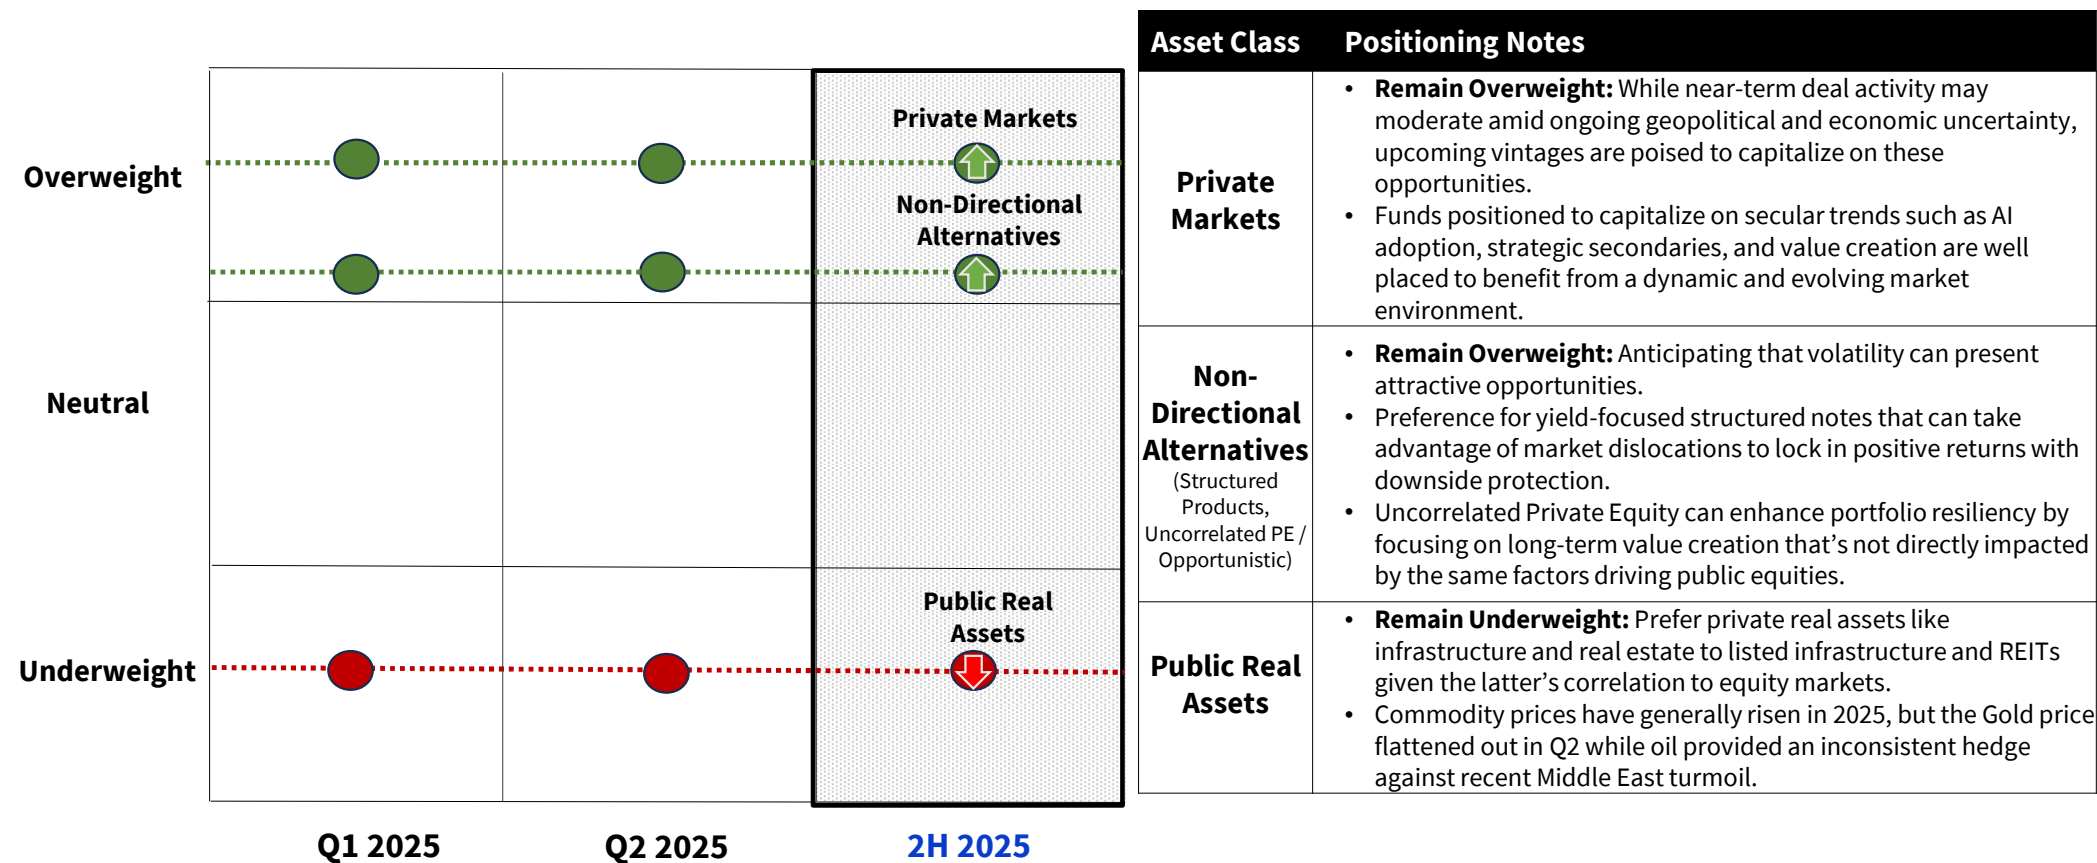 Overweight
Neutral
Underweight
Private Markets
Non-Directional
Alternatives
Public Real
Assets
Q1 2025
Q2 2025
2H 2025
Asset Class
Positioning Notes
Private
Markets
• Remain Overweight: While near-term deal activity may
moderate amid ongoing geopolitical and economic uncertainty,
upcoming vintages are poised to capitalize on these
opportunities.
• Funds positioned to capitalize on secular trends such as AI
adoption, strategic secondaries, and value creation are well
placed to benefit from a dynamic and evolving market
environment.
Non-
Directional
Alternatives
(Structured
Products,
Uncorrelated PE /
Opportunistic)
• Remain Overweight: Anticipating that volatility can present
attractive opportunities.
• Preference for yield-focused structured notes that can take
advantage of market dislocations to lock in positive returns with
downside protection.
• Uncorrelated Private Equity can enhance portfolio resiliency by
focusing on long-term value creation that’s not directly impacted
by the same factors driving public equities.
Public Real
Assets
• Remain Underweight: Prefer private real assets like
infrastructure and real estate to listed infrastructure and REITs
given the latter’s correlation to equity markets.
• Commodity prices have generally risen in 2025, but the Gold price
flattened out in Q2 while oil provided an inconsistent hedge
against recent Middle East turmoil.